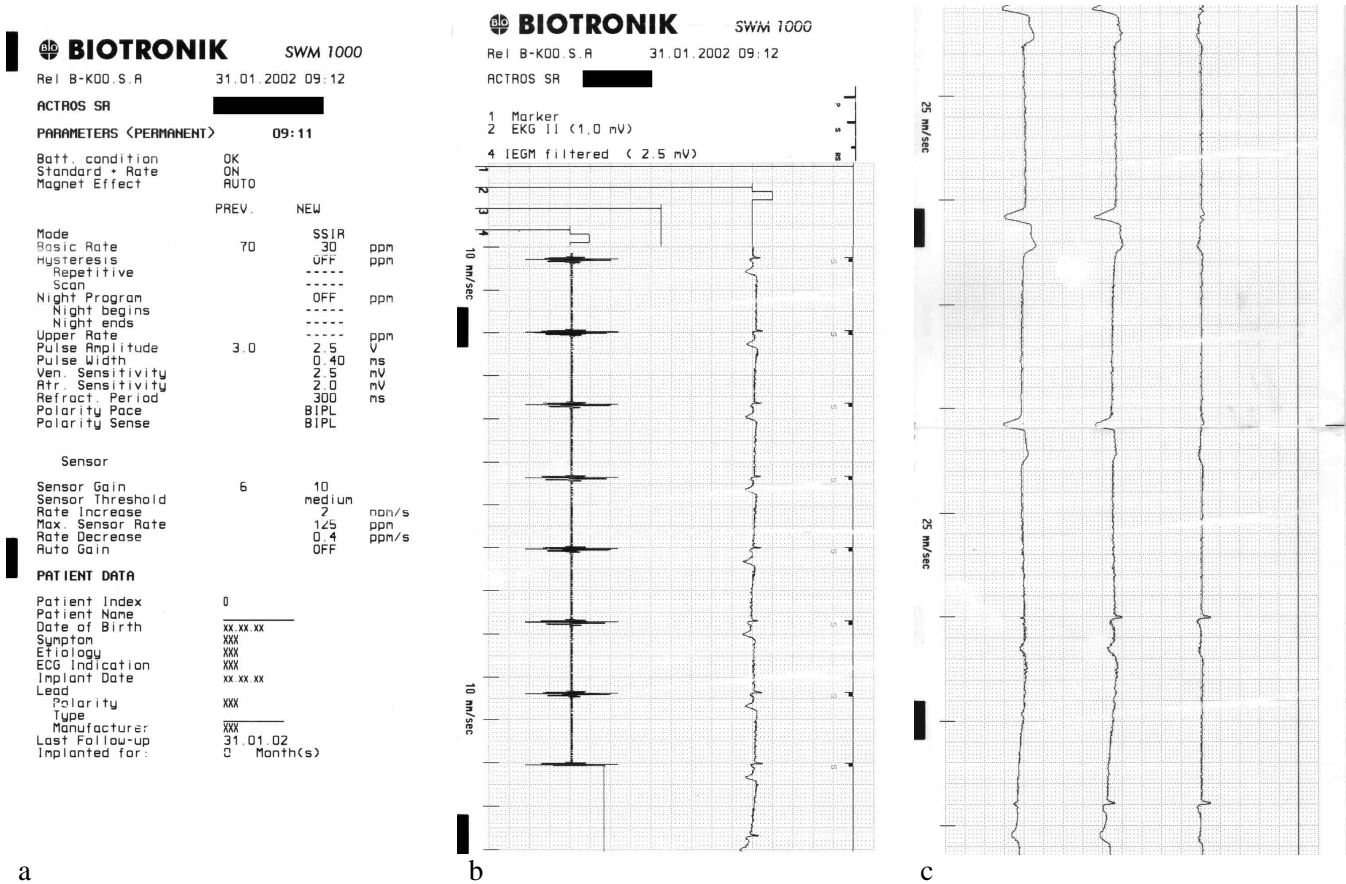 BIO BIOTRONIK SWM 1000
Rel B-K00.S.A 31.01.2002 09:12
ACTROS SR
PARAMETERS (PERMANENT) 09:11
Batt. condition OK
Standard + Rate ON
Magnet Effect AUTO
PREV. NEW
Mode SSIR
Basic Rate 70 30 ppm
Hysteresis OFF ppm
Repetitive -----
Scan -----
Night Program OFF ppm
Night begins -----
Night ends -----
Upper Rate ----- ppm
Pulse Amplitude 3.0 2.5 V
Pulse Width 0.40 ms
Ven. Sensitivity 2.5 mV
Atr. Sensitivity 2.0 mV
Refract. Period 300 ms
Polarity Pace BIPL
Polarity Sense BIPL
Sensor
Sensor Gain 6 10
Sensor Threshold medium
Rate Increase 2 ppm/s
Max. Sensor Rate 125 ppm
Rate Decrease 0.4 ppm/s
Auto Gain OFF
PATIENT DATA
Patient Index 0
Patient Name
Date of Birth xx.xx.xx
Symptom XXX
Etiology XXX
ECG Indication XXX
Implant Date xx.xx.xx
Lead
Polarity XXX
Type
Manufacturer XXX
Last Follow-up 31.01.02
Implanted for: 0 Month(s)
a
BIO BIOTRONIK SWM 1000
Rel B-K00.S.A 31.01.2002 09:12
ACTROS SR
1 Marker
2 EKG II (1,0 mV)
4 IEGM filtered ( 2.5 mV)
P
S
RS
1
2
3
4
10 mm/sec
S
S
S
S
S
S
S
S
10 mm/sec
b
25 mm/sec
25 mm/sec
c